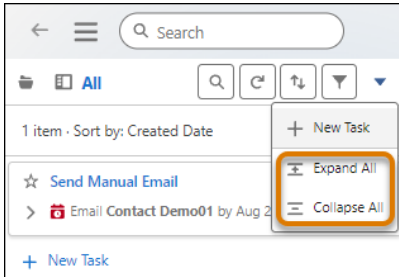 Search
All
1 item · Sort by: Created Date
New Task
Send Manual Email
Expand All
Email Contact Demo01 by Aug 2
Collapse All
New Task